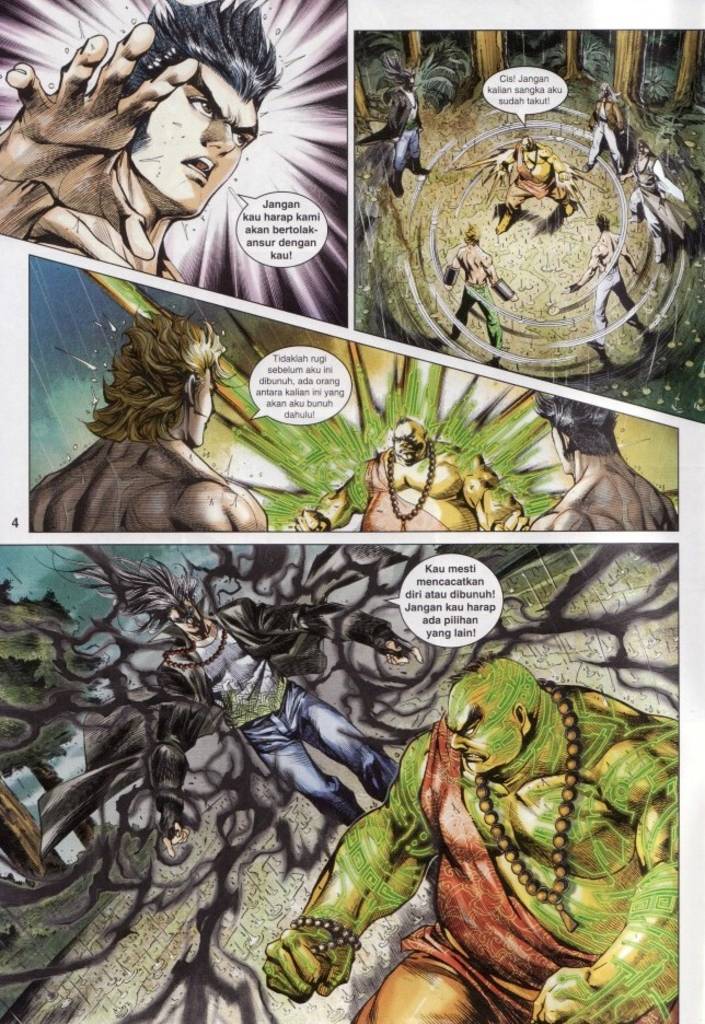 Jangan
kau harap kami
akan bertolak-
ansur dengan
kau!
Cis! Jangan
kalian sangka aku
sudah takut!
Tidaklah rugi
sebelum aku ini
dibunuh, ada orang
antara kalian ini yang
akan aku bunuh
dahulu!
4
Kau mesti
mencacatkan
diri atau dibunuh!
Jangan kau harap
ada pilihan
yang lain!